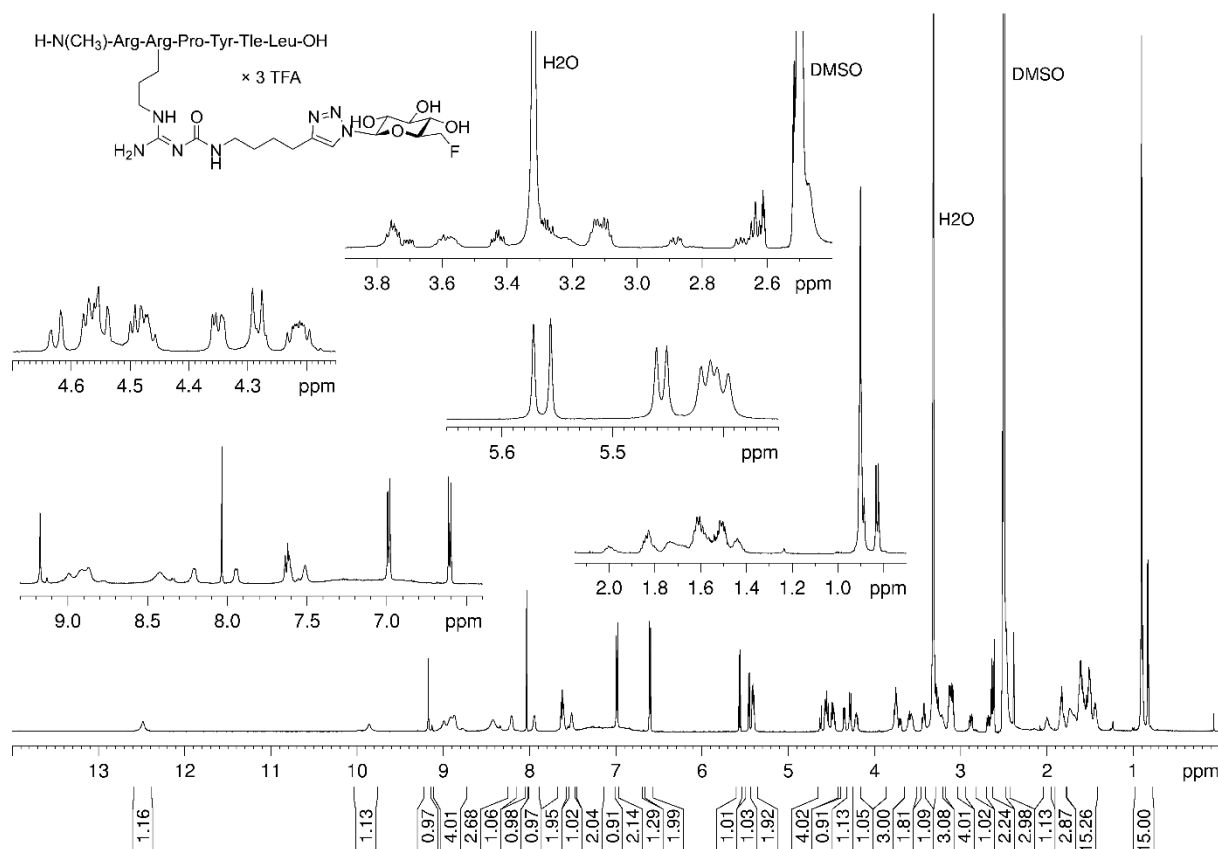 H-N(CH3)-Arg-Arg-Pro-Tyr-Tle-Leu-OH
× 3 TFA
NH
O
H2N
N
N
H
N=N
N
HO
OH
OH
O
F
H2O
DMSO
DMSO
H2O
3.8 3.6 3.4 3.2 3.0 2.8 2.6 ppm
4.6 4.5 4.4 4.3 ppm
5.6 5.5 ppm
2.0 1.8 1.6 1.4 1.2 1.0 ppm
9.0 8.5 8.0 7.5 7.0 ppm
13 12 11 10 9 8 7 6 5 4 3 2 1 ppm
1.16 1.13 0.97 4.01 2.68 1.06 0.98 0.97 1.95 1.02 2.04 0.91 2.14 1.29 1.99 1.01 1.03 1.92 4.02 0.91 1.13 1.05 3.00 1.81 1.09 3.08 4.01 1.02 2.24 2.98 1.13 2.87 15.26 15.00